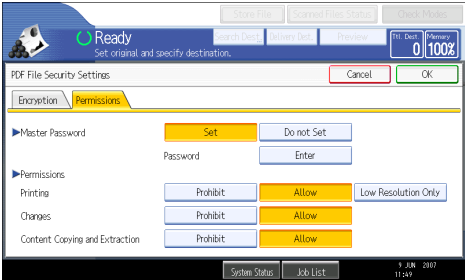 Store File Scanned Files Status Check Modes
Ready Search Dest. Delivery Dest. Preview Ttl. Dest. Memory
Set original and specify destination. 0 100%
PDF File Security Settings Cancel OK
Encryption Permissions
Master Password Set Do not Set
Password Enter
Permissions
Printing Prohibit Allow Low Resolution Only
Changes Prohibit Allow
Content Copying and Extraction Prohibit Allow
System Status Job List 9 JUN 2007
11:49